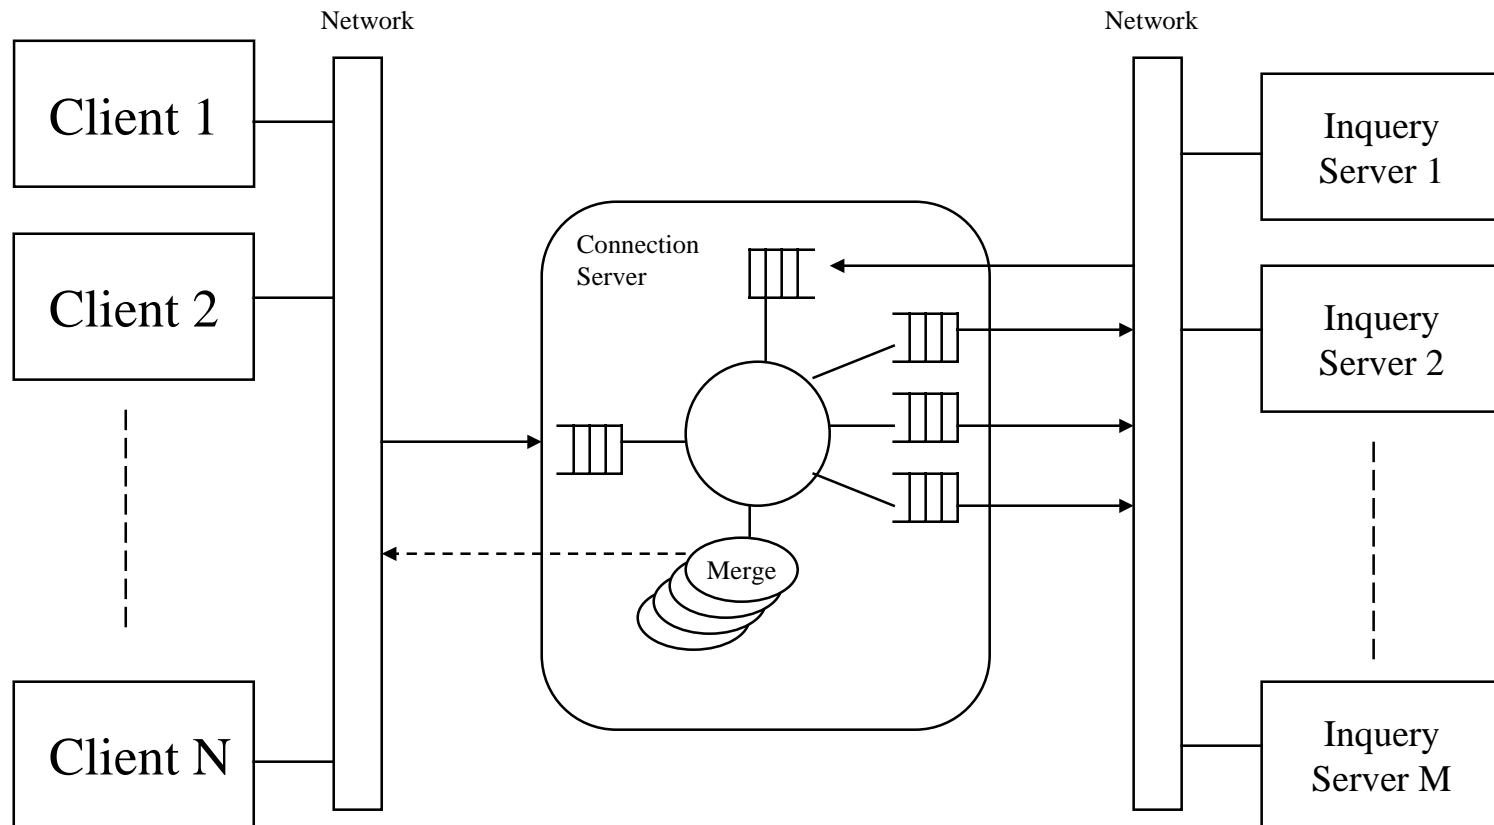 Network
Network
Client 1
Inquery
Server 1
Connection
Server
Client 2
Inquery
Server 2
Merge
Client N
Inquery
Server M